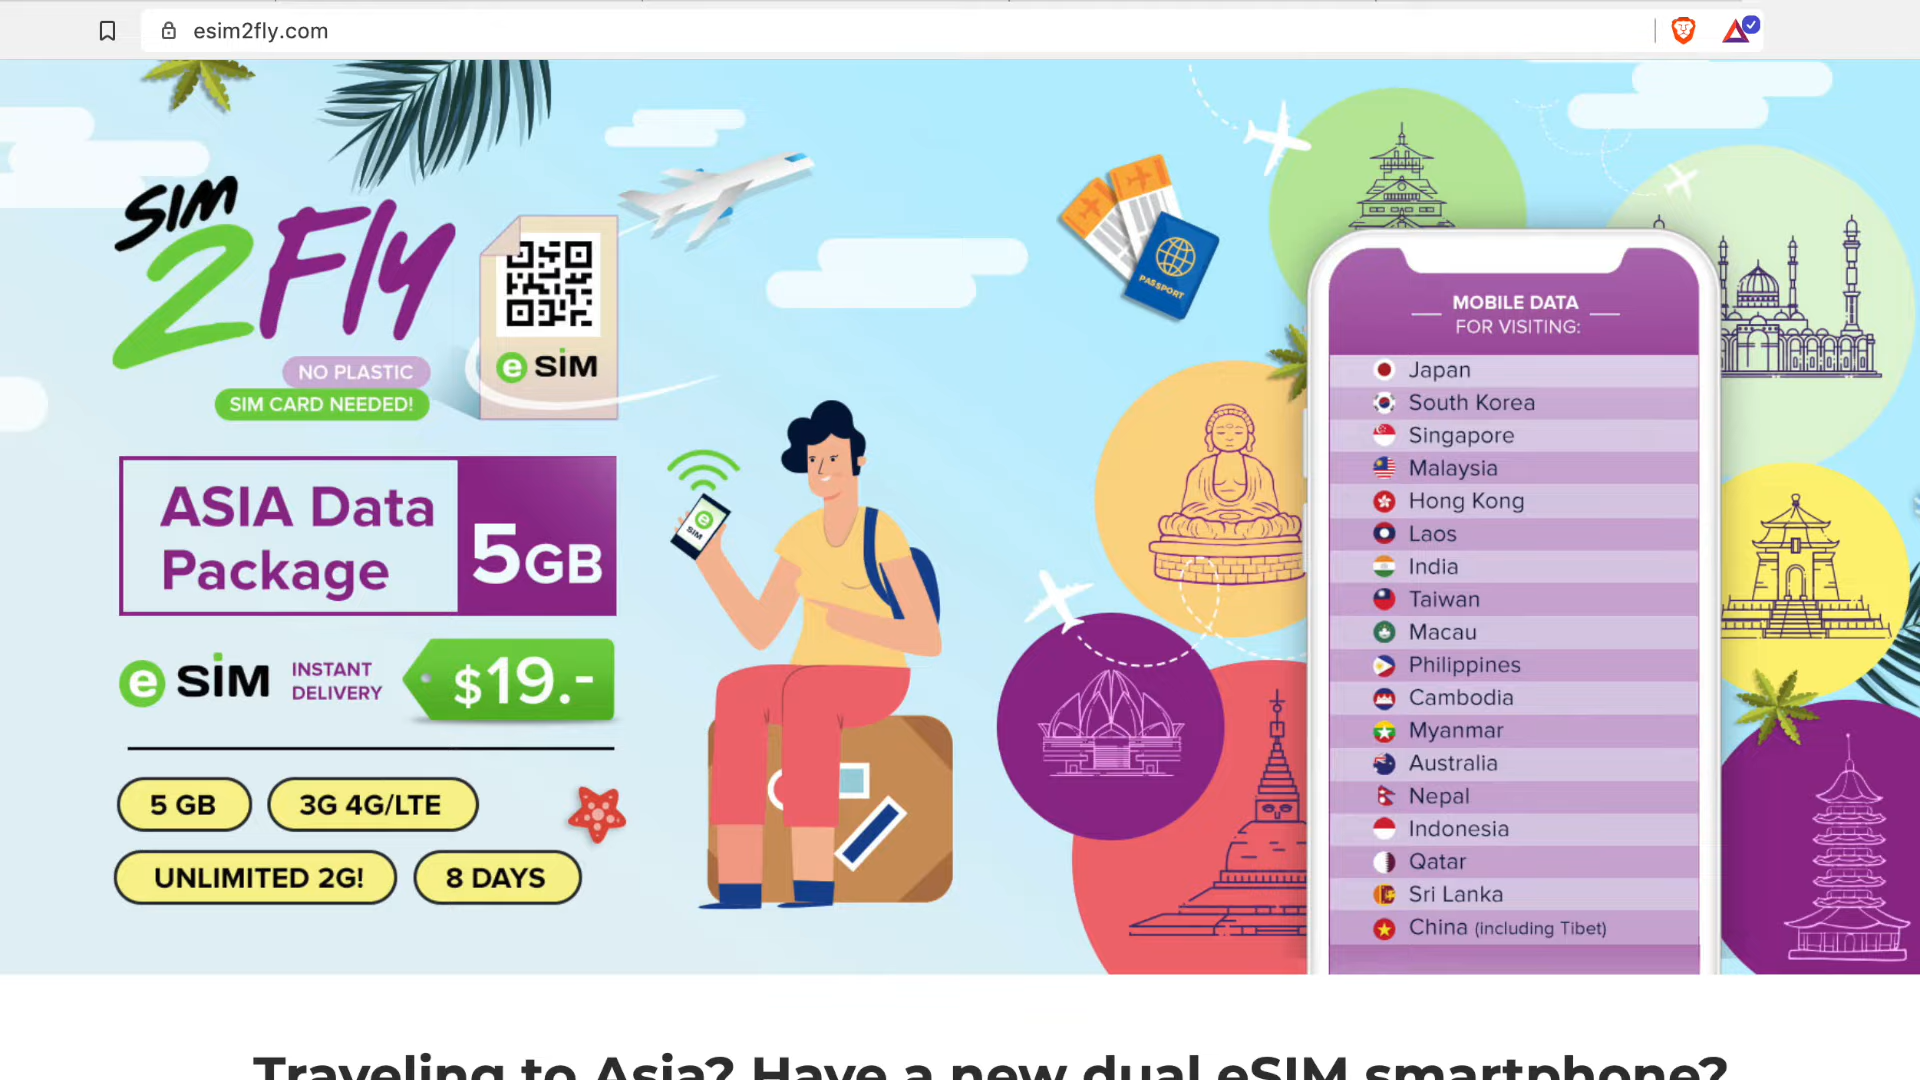 esim2fly.com
SIM
2Fly
NO PLASTIC
SIM CARD NEEDED!
e SIM
ASIA Data
Package
5GB
e SIM
INSTANT
DELIVERY
$19.-
5 GB
3G 4G/LTE
UNLIMITED 2G!
8 DAYS
e
SIM
PASSPORT
MOBILE DATA
FOR VISITING:
Japan
South Korea
Singapore
Malaysia
Hong Kong
Laos
India
Taiwan
Macau
Philippines
Cambodia
Myanmar
Australia
Nepal
Indonesia
Qatar
Sri Lanka
China (including Tibet)
Traveling to Asia? Have a new dual eSIM smartphone?